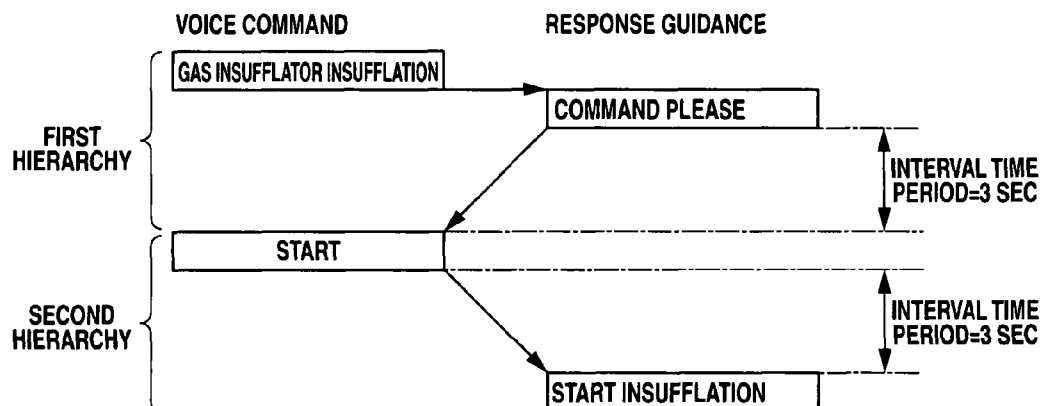 VOICE COMMAND
RESPONSE GUIDANCE
GAS INSUFFLATOR INSUFFLATION
COMMAND PLEASE
FIRST
HIERARCHY
INTERVAL TIME
PERIOD=3 SEC
START
SECOND
HIERARCHY
INTERVAL TIME
PERIOD=3 SEC
START INSUFFLATION